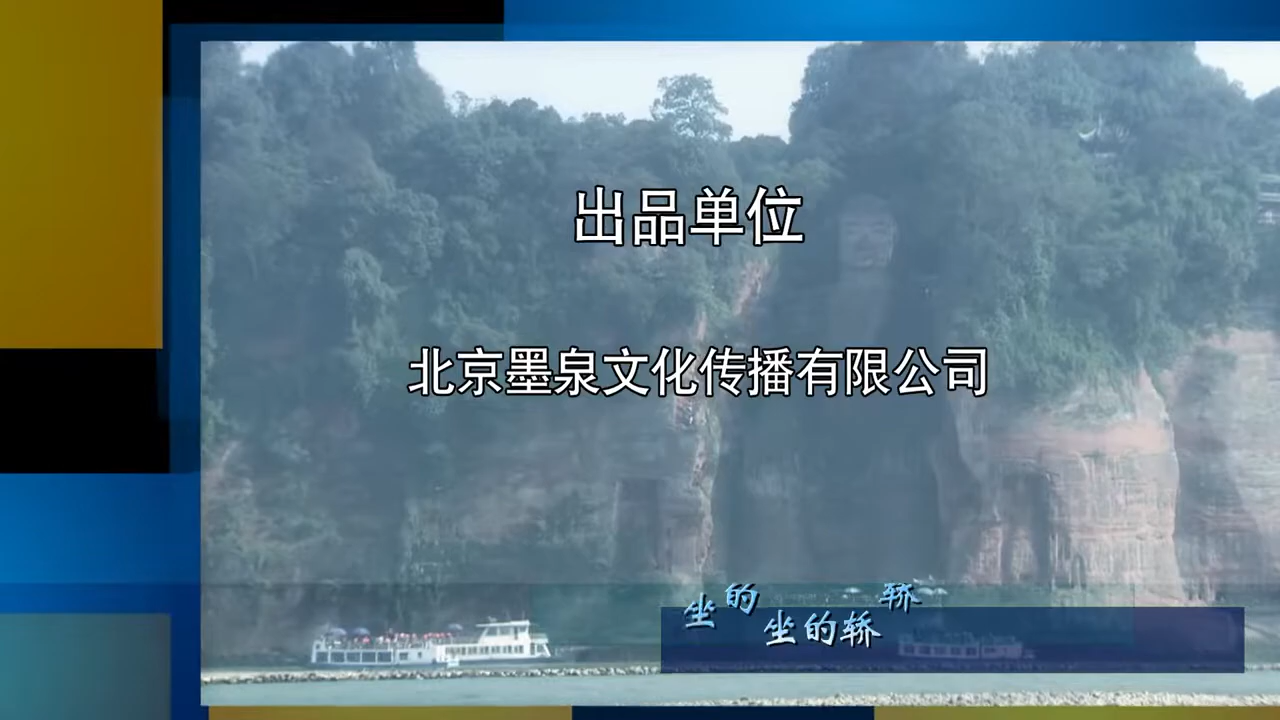 出品单位
北京墨泉文化传播有限公司
坐的 轿
坐的轿